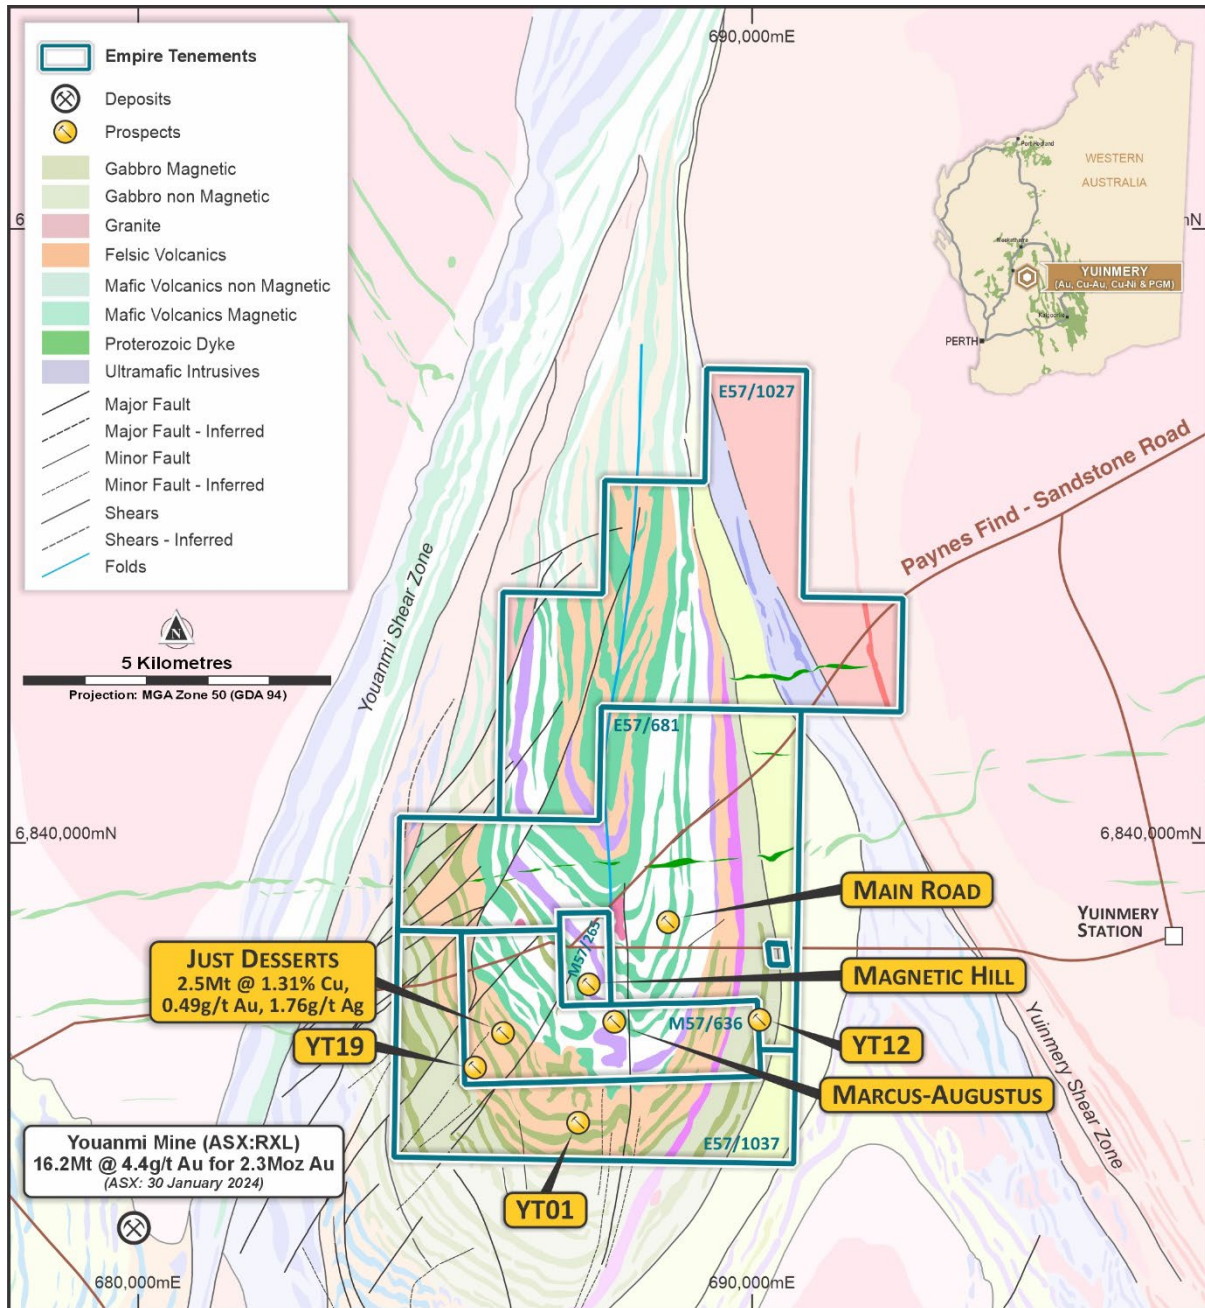 690,000mE
Empire Tenements
Deposits
Prospects
Gabbro Magnetic
Gabbro non Magnetic
Granite
Felsic Volcanics
Mafic Volcanics non Magnetic
Mafic Volcanics Magnetic
Proterozoic Dyke
Ultramafic Intrusives
Major Fault
Major Fault - Inferred
Minor Fault
Minor Fault - Inferred
Shears
Shears - Inferred
Folds
N
5 Kilometres
Projection: MGA Zone 50 (GDA 94)
WESTERN
AUSTRALIA
YUINMERY
(Au, Cu-Au, Cu-Ni & PGM)
PERTH
6
mN
E57/1027
Paynes Find - Sandstone Road
Youanmi Shear Zone
E57/681
6,840,000mN
6,840,000mN
MAIN ROAD
YUINMERY
STATION
M57/265
JUST DESSERTS
2.5Mt @ 1.31% Cu,
0.49g/t Au, 1.76g/t Ag
MAGNETIC HILL
M57/636
YT19
YT12
MARCUS-AUGUSTUS
Yuinmery Shear Zone
Youanmi Mine (ASX:RXL)
16.2Mt @ 4.4g/t Au for 2.3Moz Au
(ASX: 30 January 2024)
E57/1037
YT01
680,000mE
690,000mE